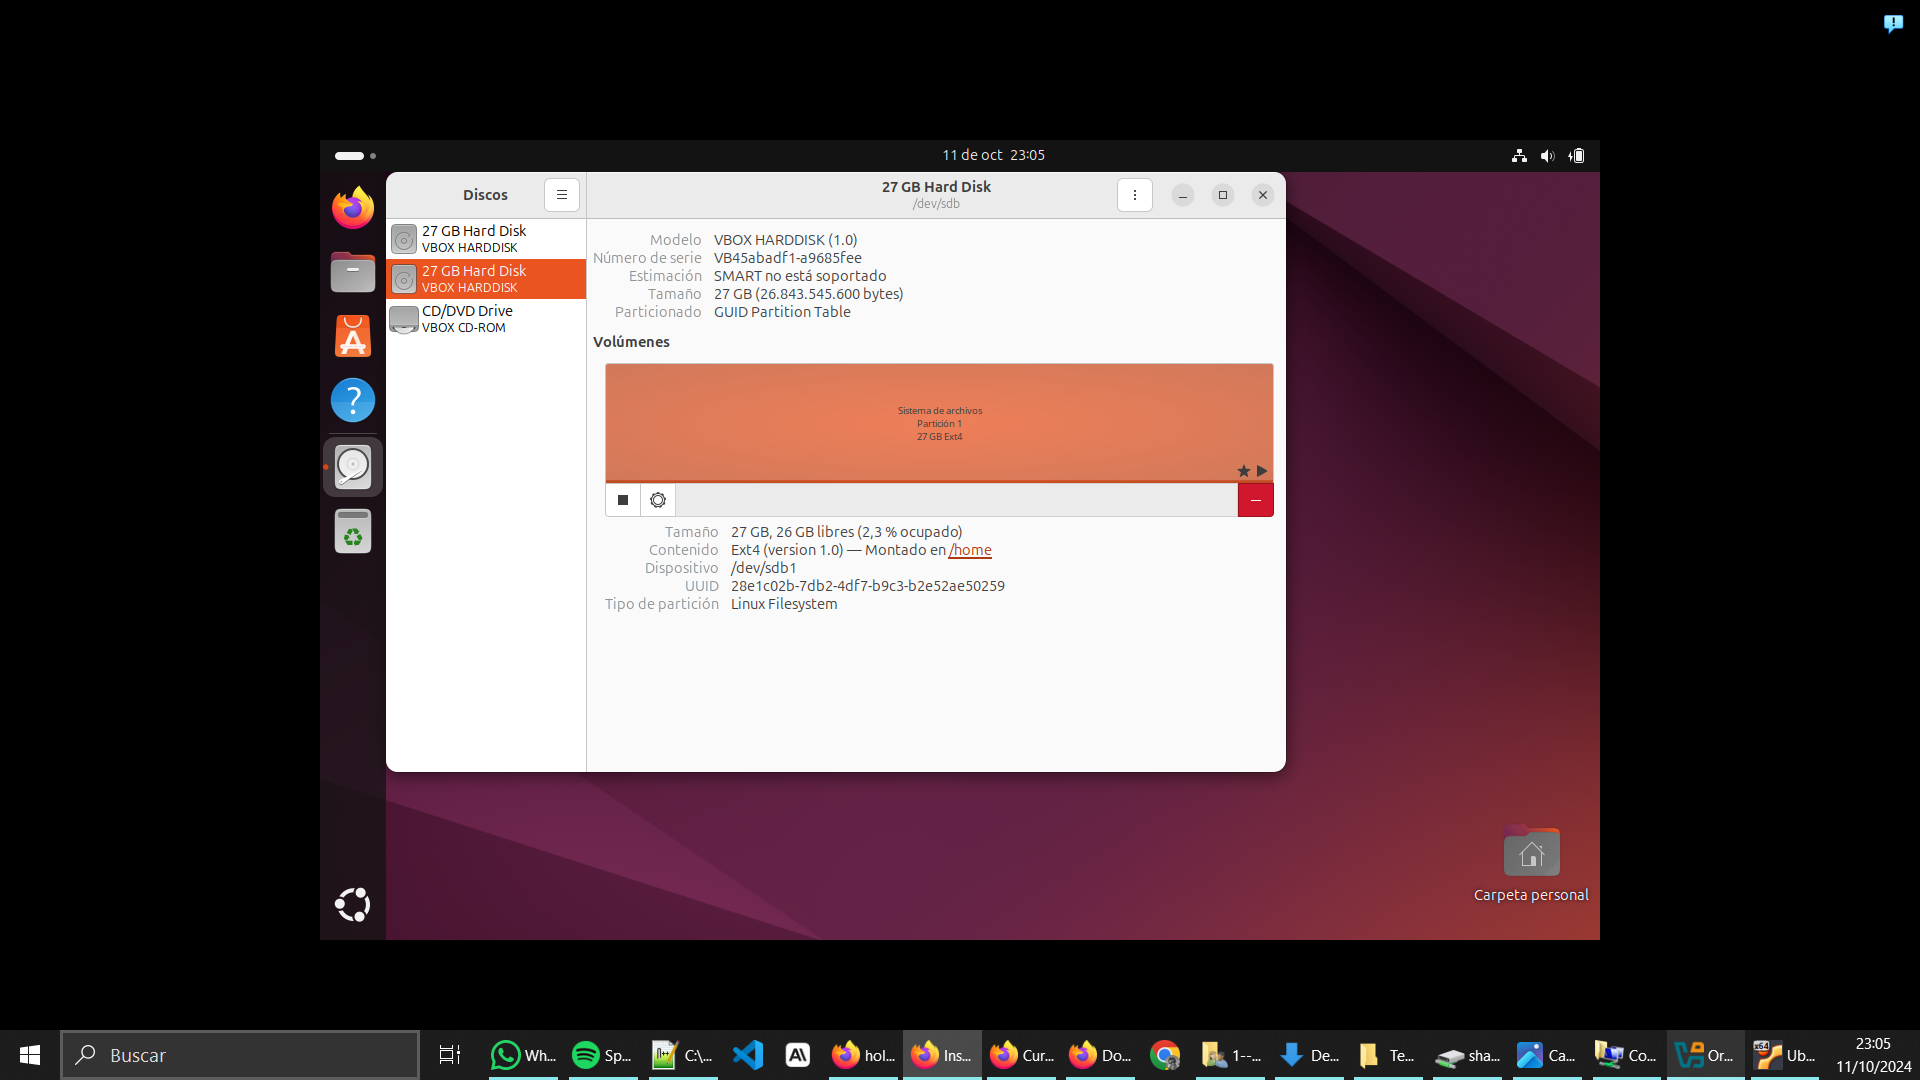 11 de oct 23:05
Discos
27 GB Hard Disk
/dev/sdb
27 GB Hard Disk
VBOX HARDDISK
27 GB Hard Disk
VBOX HARDDISK
CD/DVD Drive
VBOX CD-ROM
Modelo VBOX HARDDISK (1.0)
Número de serie VB45abadf1-a9685fee
Estimación SMART no está soportado
Tamaño 27 GB (26.843.545.600 bytes)
Particionado GUID Partition Table
Volúmenes
Sistema de archivos
Partición 1
27 GB Ext4
Tamaño 27 GB, 26 GB libres (2,3 % ocupado)
Contenido Ext4 (version 1.0) — Montado en /home
Dispositivo /dev/sdb1
UUID 28e1c02b-7db2-4df7-b9c3-b2e52ae50259
Tipo de partición Linux Filesystem
Carpeta personal
Buscar
Wh...
Sp...
C:\...
hol...
Ins...
Cur...
Do...
1--...
De...
Te...
sha...
Ca...
Co...
Or...
Ub...
23:05
11/10/2024